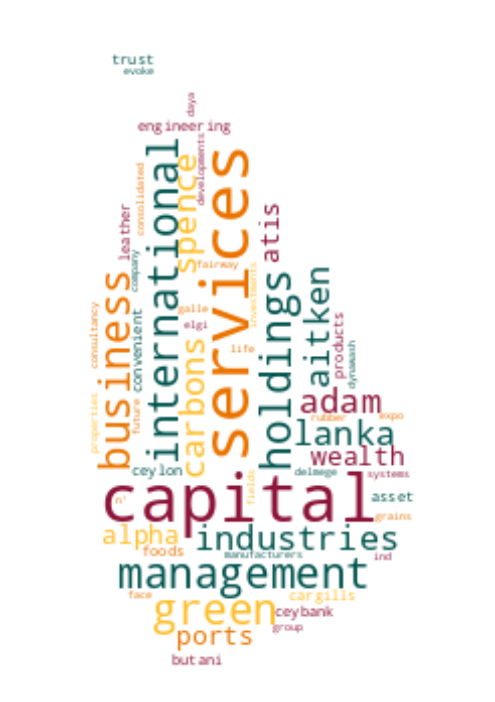 trust
evoke
daya
engineering
developments
international
spence
services
consolidated
leather
company
atis
fairway
investments
holdings
aitken
business
consultancy
convenient
galle
elgi
carbons
life
products
dynawash
properties
future
adam
rubber
expo
lanka
wealth
ceylon
delmege
systems
fields
capital
n'
asset
grains
alpha
industries
foods
manufacturers
ind
management
face
cargills
green
ceybank
group
ports
butani